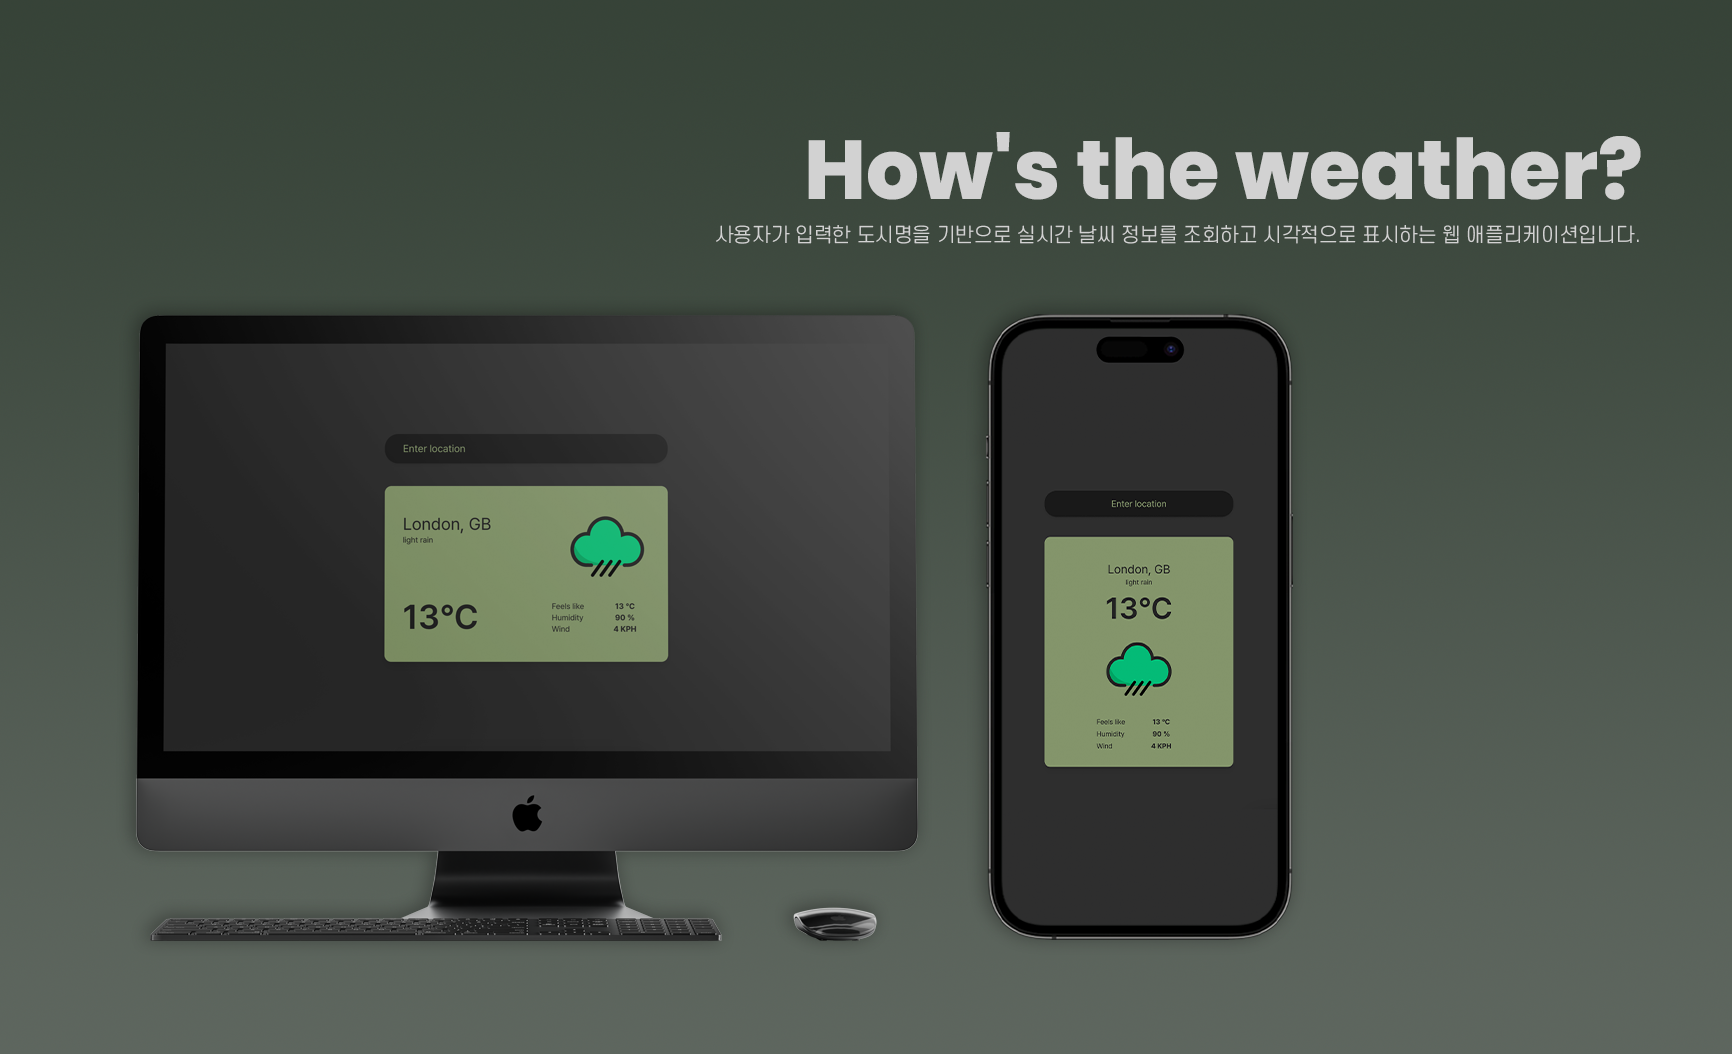 How's the weather?
사용자가 입력한 도시명을 기반으로 실시간 날씨 정보를 조회하고 시각적으로 표시하는 웹 애플리케이션입니다.
Enter location
London, GB
light rain
13°C
Feels like 13 °C
Humidity 90 %
Wind 4 KPH
Enter location
London, GB
light rain
13°C
Feels like 13 °C
Humidity 90 %
Wind 4 KPH